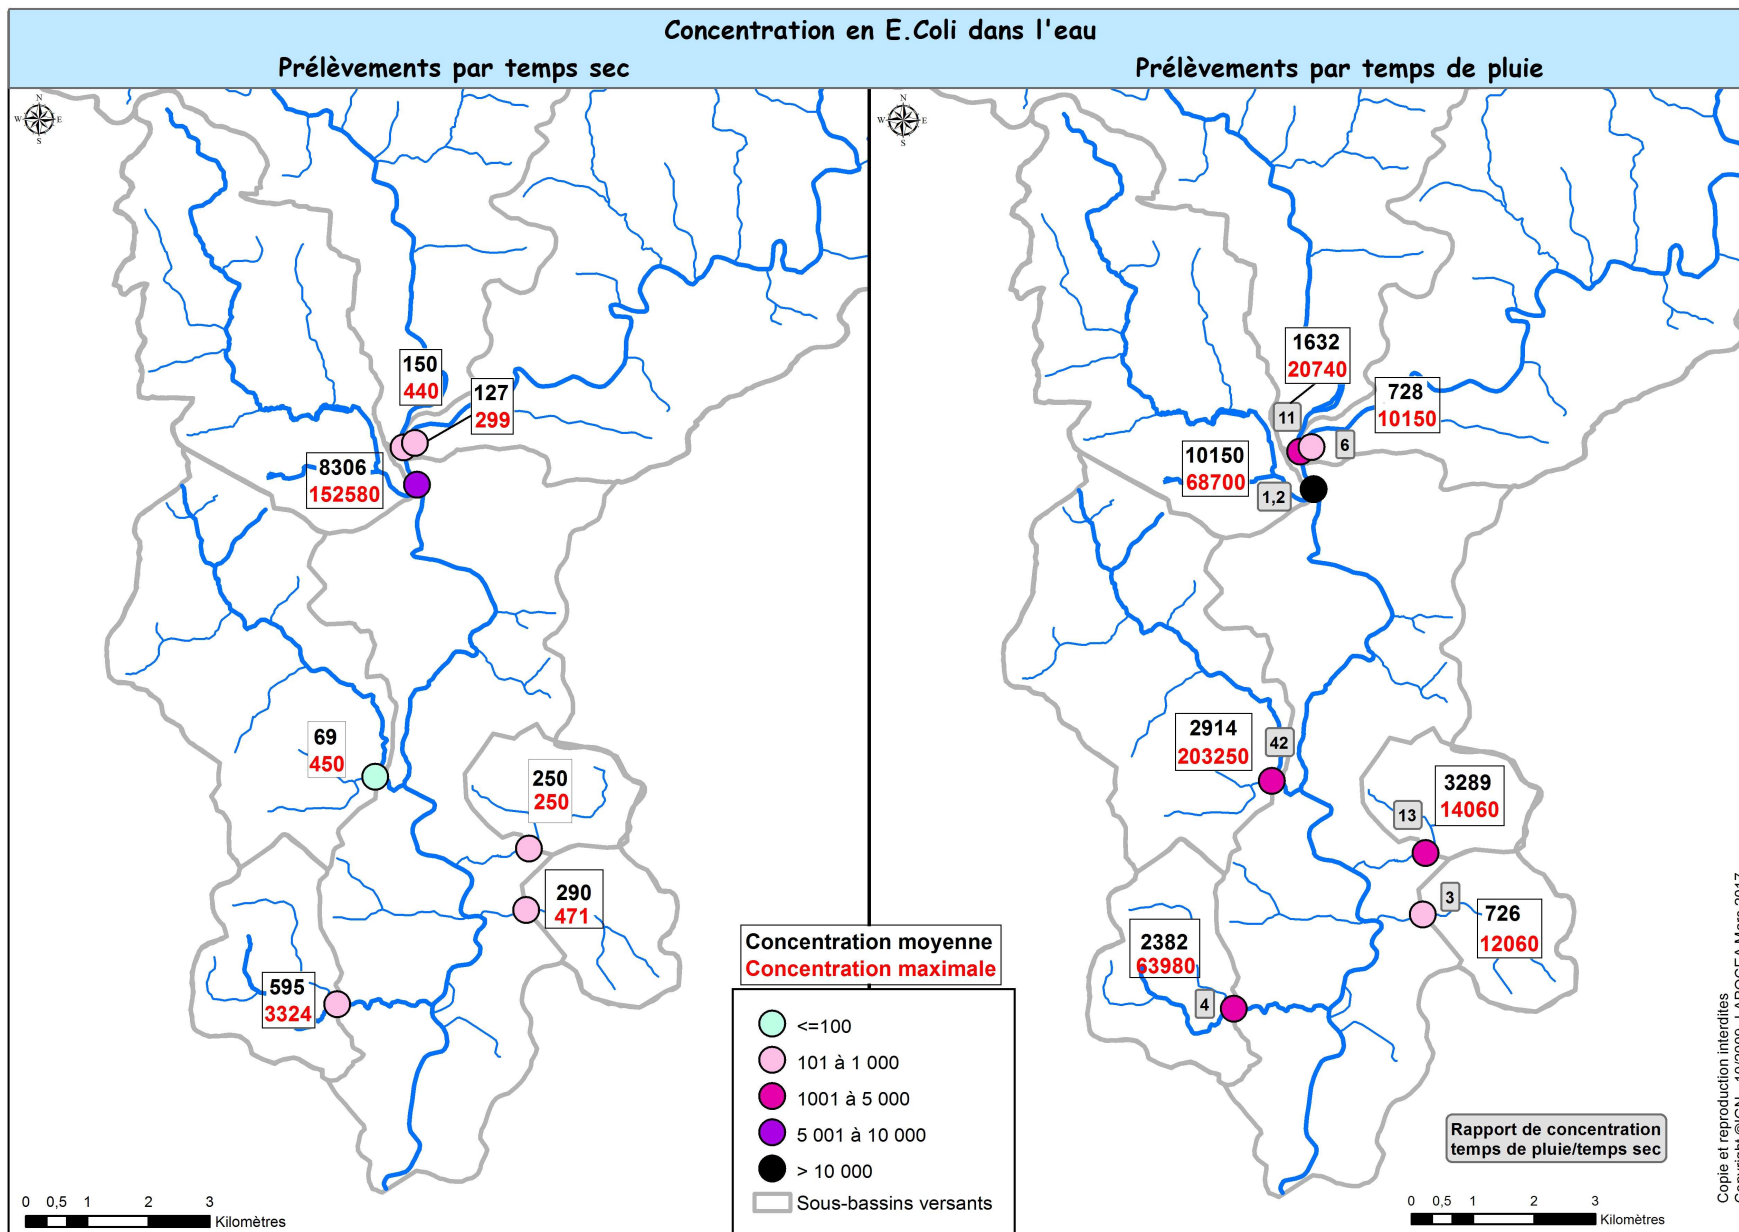 Concentration en E.Coli dans l'eau
Prélèvements par temps sec
Prélèvements par temps de pluie
N
W E
S
150
440
127
299
8306
152580
69
450
250
250
290
471
595
3324
0 0,5 1 2 3
Kilomètres
N
W E
S
1632
20740
11
728
10150
6
10150
68700
1,2
2914
203250
42
3289
14060
13
3
726
12060
2382
63980
4
Concentration moyenne
Concentration maximale
<=100
101 à 1 000
1001 à 5 000
5 001 à 10 000
> 10 000
Sous-bassins versants
Rapport de concentration
temps de pluie/temps sec
0 0,5 1 2 3
Kilomètres
Copie et reproduction interdites